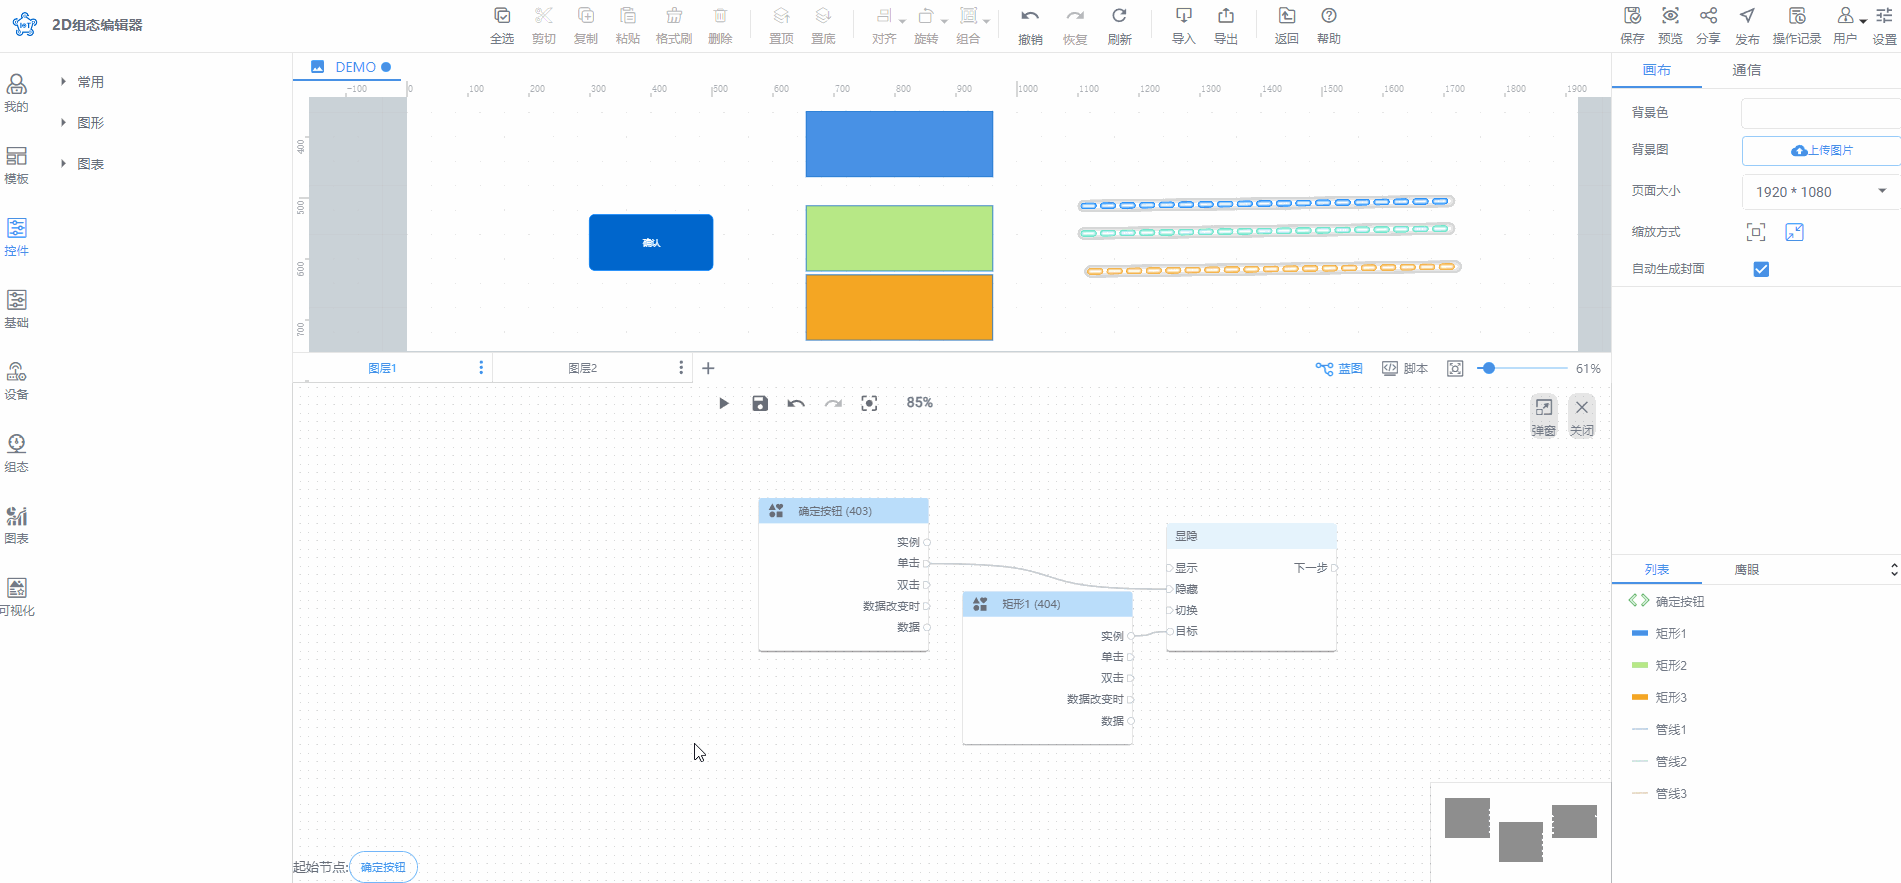 2D组态编辑器
全选 剪切 复制 粘贴 格式刷 删除 置顶 置底 对齐 旋转 组合 撤销 恢复 刷新 导入 导出 返回 帮助 保存 预览 分享 发布 操作记录 用户 设置
我的
模板
控件
基础
设备
组态
图表
可视化
常用
图形
图表
DEMO
-100 0 100 200 300 400 500 600 700 800 900 1000 1100 1200 1300 1400 1500 1600 1700 1800 1900
400
500
600
700
确认
图层1 图层2 蓝图 脚本 61%
85%
弹窗 关闭
确定按钮 (403)
实例
单击
双击
数据改变时
数据
矩形1 (404)
实例
单击
双击
数据改变时
数据
显隐
显示 下一步
隐藏
切换
目标
起始节点: 确定按钮
画布 通信
背景色
背景图 上传图片
页面大小 1920 * 1080
缩放方式
自动生成封面
列表 鹰眼
确定按钮
矩形1
矩形2
矩形3
管线1
管线2
管线3